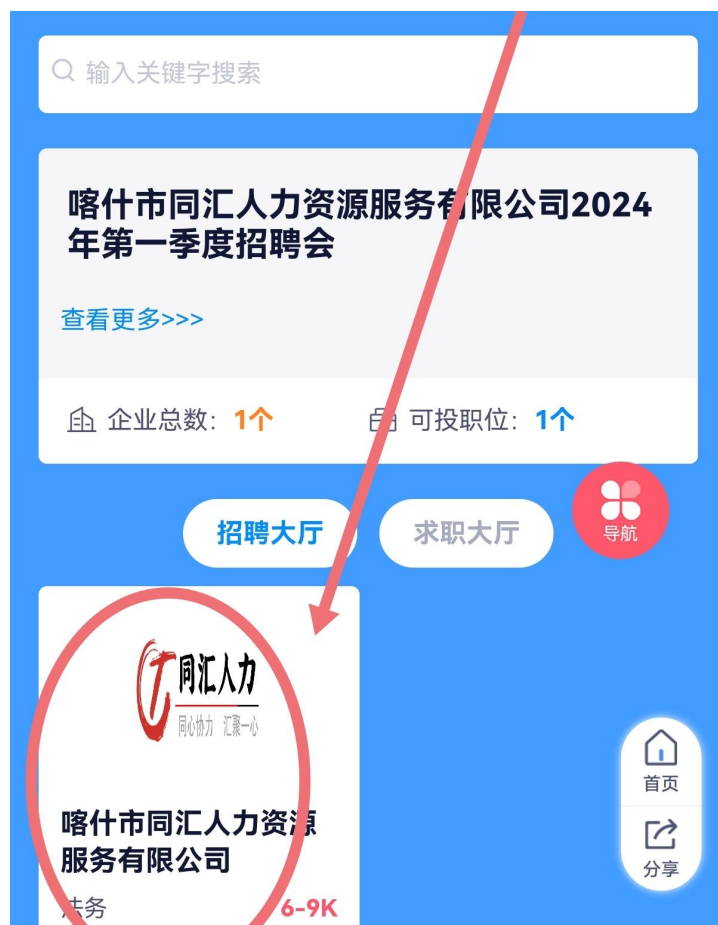 输入关键字搜索
喀什市同汇人力资源服务有限公司2024
年第一季度招聘会
查看更多>>>
企业总数：1个 可投职位：1个
导航
招聘大厅 求职大厅
同汇人力
同心协力 汇聚一心
首页
喀什市同汇人力资源
服务有限公司
分享
法务 6-9K